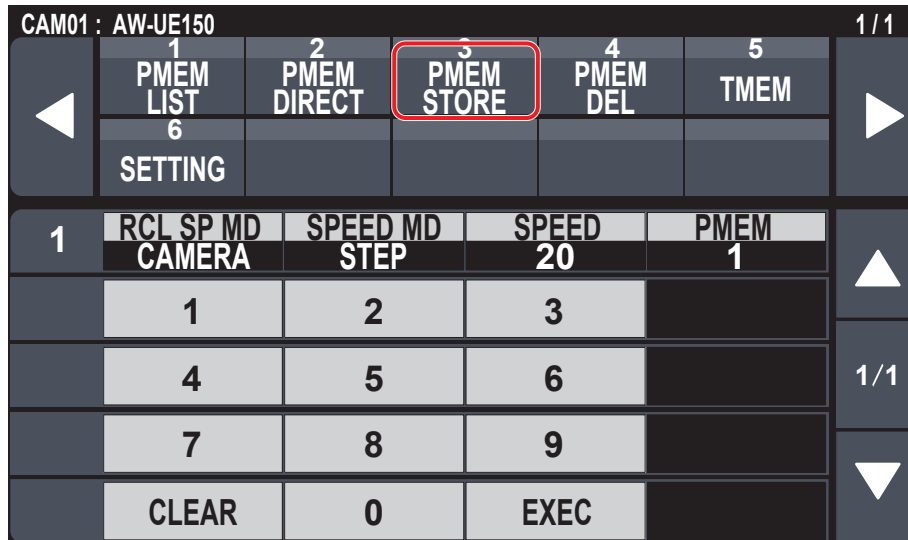 CAM01 : AW-UE150 1/1
1 2 3 4 5
PMEM LIST PMEM DIRECT PMEM STORE PMEM DEL TMEM
6
SETTING
1 RCL SP MD SPEED MD SPEED PMEM
CAMERA STEP 20 1
1 2 3
4 5 6 1/1
7 8 9
CLEAR 0 EXEC